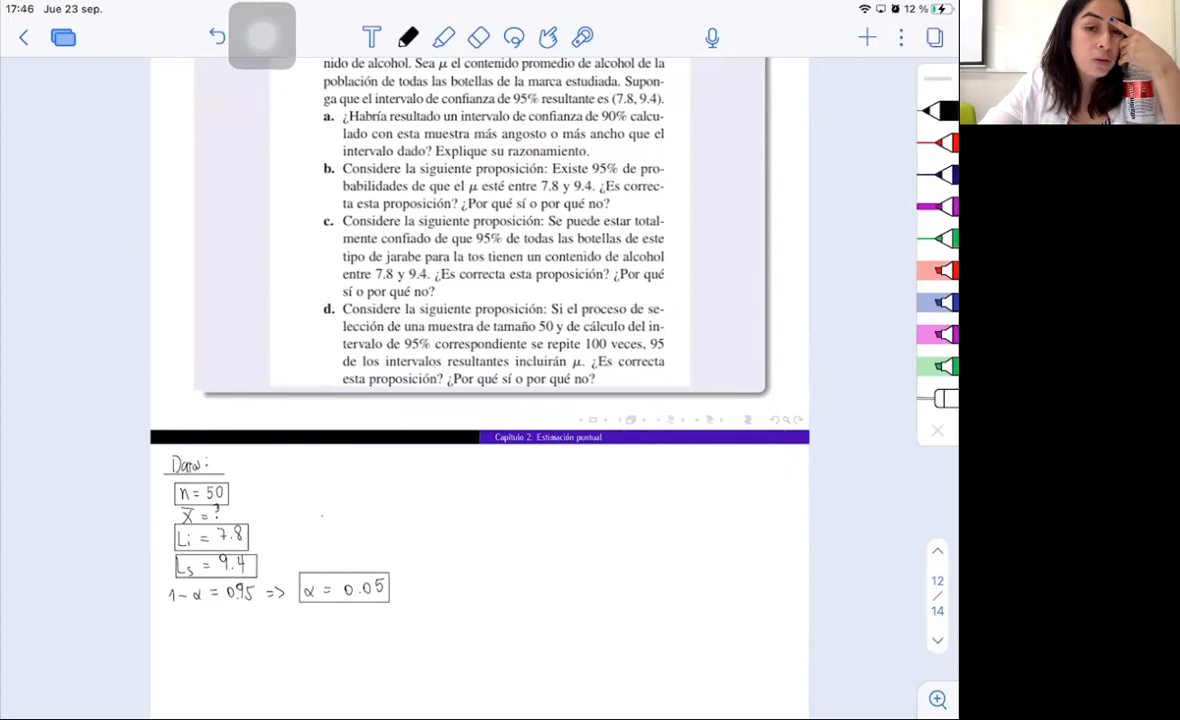 17:46 Jue 23 sep.
12 %
T
nido de alcohol. Sea μ el contenido promedio de alcohol de la
población de todas las botellas de la marca estudiada. Supon-
ga que el intervalo de confianza de 95% resultante es (7.8, 9.4).
a. ¿Habría resultado un intervalo de confianza de 90% calcu-
lado con esta muestra más angosto o más ancho que el
intervalo dado? Explique su razonamiento.
b. Considere la siguiente proposición: Existe 95% de pro-
babilidades de que el μ esté entre 7.8 y 9.4. ¿Es correc-
ta esta proposición? ¿Por qué sí o por qué no?
c. Considere la siguiente proposición: Se puede estar total-
mente confiado de que 95% de todas las botellas de este
tipo de jarabe para la tos tienen un contenido de alcohol
entre 7.8 y 9.4. ¿Es correcta esta proposición? ¿Por qué
sí o por qué no?
d. Considere la siguiente proposición: Si el proceso de se-
lección de una muestra de tamaño 50 y de cálculo del in-
tervalo de 95% correspondiente se repite 100 veces, 95
de los intervalos resultantes incluirán μ. ¿Es correcta
esta proposición? ¿Por qué sí o por qué no?
Capítulo 2. Estimación puntual
n = 50
X̄ = ?
Li = 7.8
Ls = 9.4
1 - α = 0.95 => α = 0.05
12
/
14